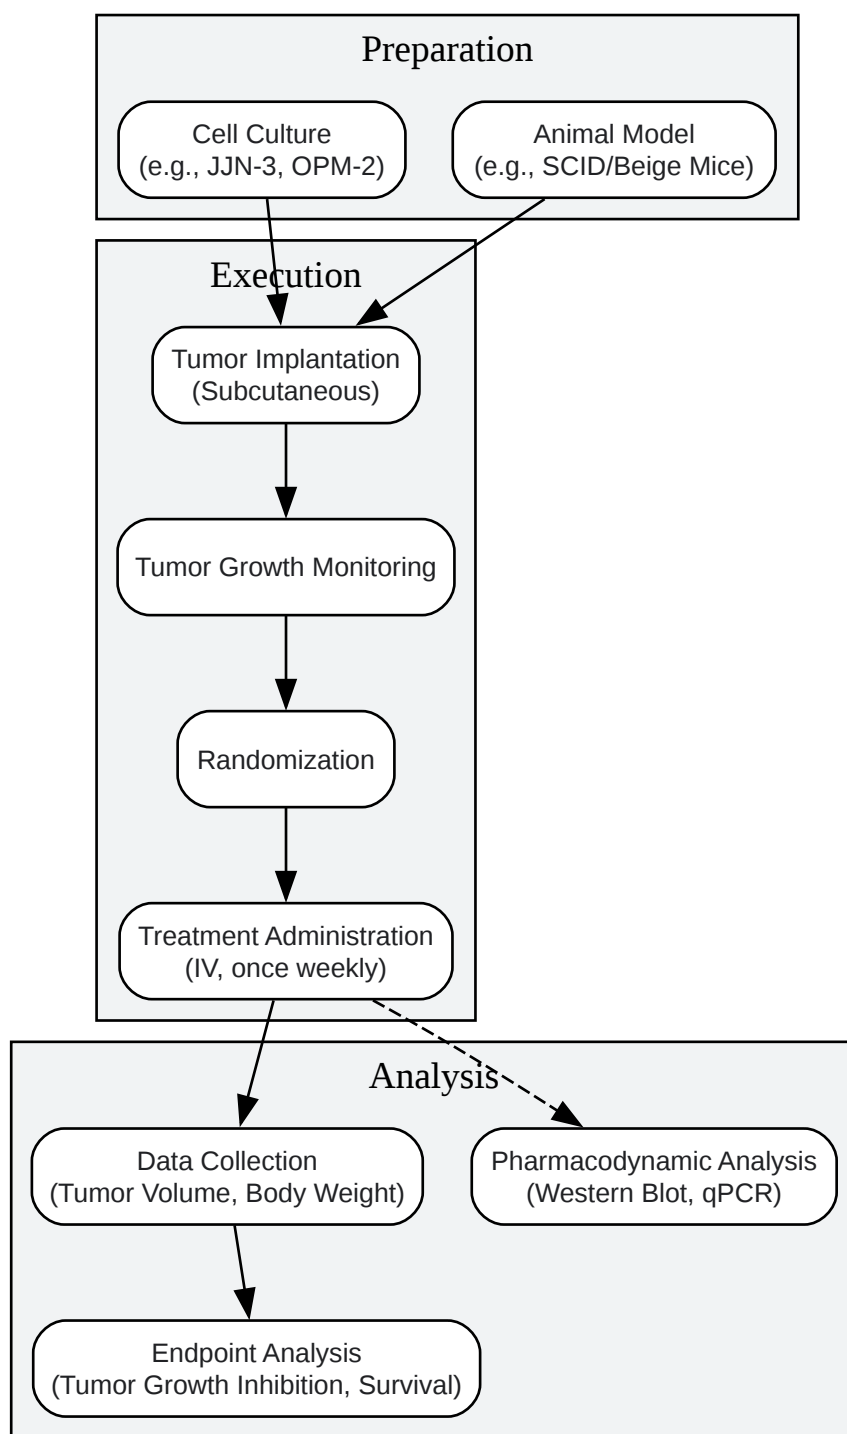 Preparation
Cell Culture
(e.g., JJN-3, OPM-2)
Animal Model
(e.g., SCID/Beige Mice)
Execution
Tumor Implantation
(Subcutaneous)
Tumor Growth Monitoring
Randomization
Treatment Administration
(IV, once weekly)
Analysis
Data Collection
(Tumor Volume, Body Weight)
Pharmacodynamic Analysis
(Western Blot, qPCR)
Endpoint Analysis
(Tumor Growth Inhibition, Survival)